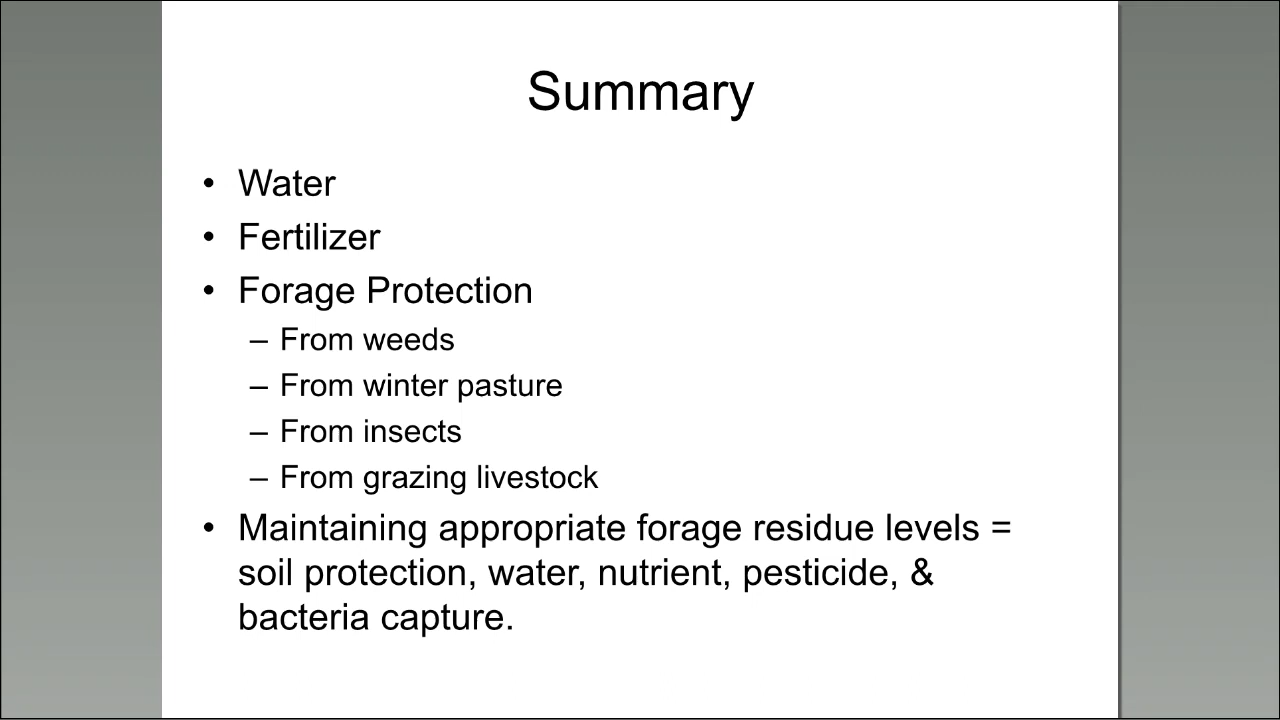 Summary
• Water
• Fertilizer
• Forage Protection
– From weeds
– From winter pasture
– From insects
– From grazing livestock
• Maintaining appropriate forage residue levels =
soil protection, water, nutrient, pesticide, &
bacteria capture.